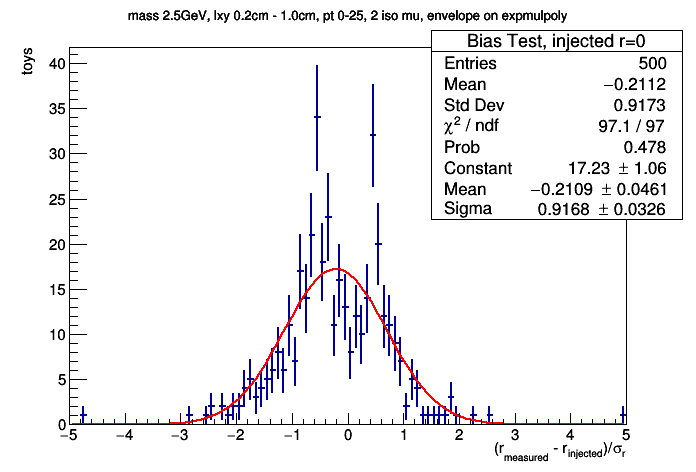 mass 2.5GeV, lxy 0.2cm - 1.0cm, pt 0-25, 2 iso mu, envelope on expmulpoly
Bias Test, injected r=0
Entries 500
Mean −0.2112
Std Dev 0.9173
χ² / ndf 97.1 / 97
Prob 0.478
Constant 17.23 ± 1.06
Mean −0.2109 ± 0.0461
Sigma 0.9168 ± 0.0326
toys
40
35
30
25
20
15
10
5
0
−5 −4 −3 −2 −1 0 1 2 3 4 5
(r_measured - r_injected)/σ_r